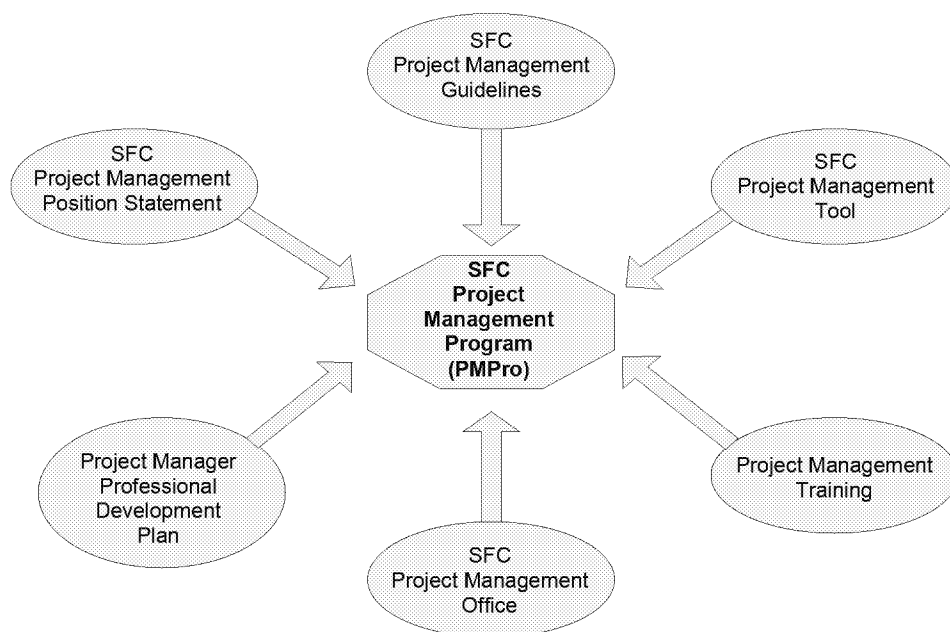 SFC
Project Management
Guidelines
SFC
Project Management
Position Statement
SFC
Project Management
Tool
SFC
Project
Management
Program
(PMPro)
Project Manager
Professional
Development
Plan
Project Management
Training
SFC
Project Management
Office